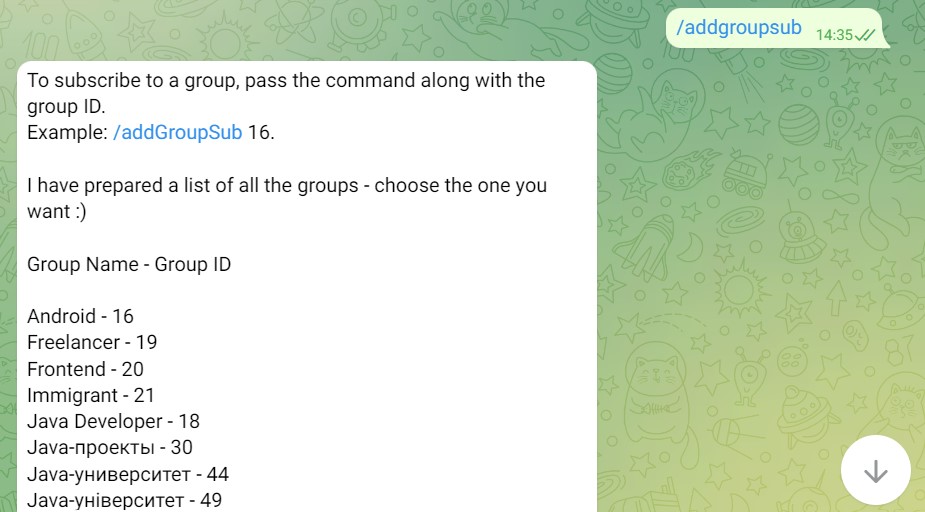 /addgroupsub 14:35
To subscribe to a group, pass the command along with the
group ID.
Example: /addGroupSub 16.
I have prepared a list of all the groups - choose the one you
want :)
Group Name - Group ID
Android - 16
Freelancer - 19
Frontend - 20
Immigrant - 21
Java Developer - 18
Java-проекты - 30
Java-университет - 44
Java-університет - 49